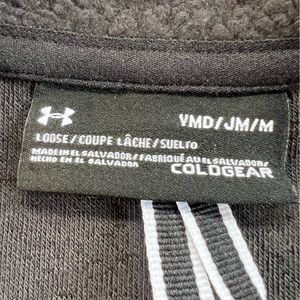 YMD/JM/M
LOOSE/COUPE LÂCHE/SUELTO
MADE IN EL SALVADOR/FABRIQUÉ AU EL SALVADOR/
HECHO EN EL SALVADOR
COLDGEAR